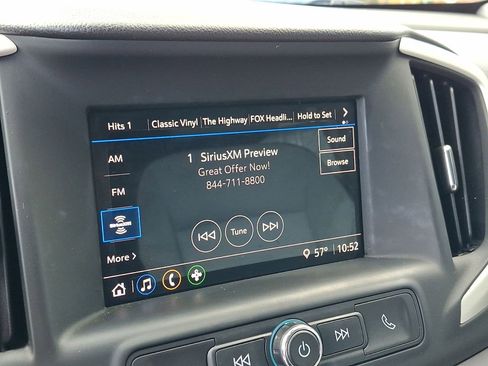 Hits 1 Classic Vinyl The Highway FOX Headli... Hold to Set
AM
1 SiriusXM Preview
Sound
Great Offer Now!
Browse
844-711-8800
FM
Tune
More >
57° 10:52